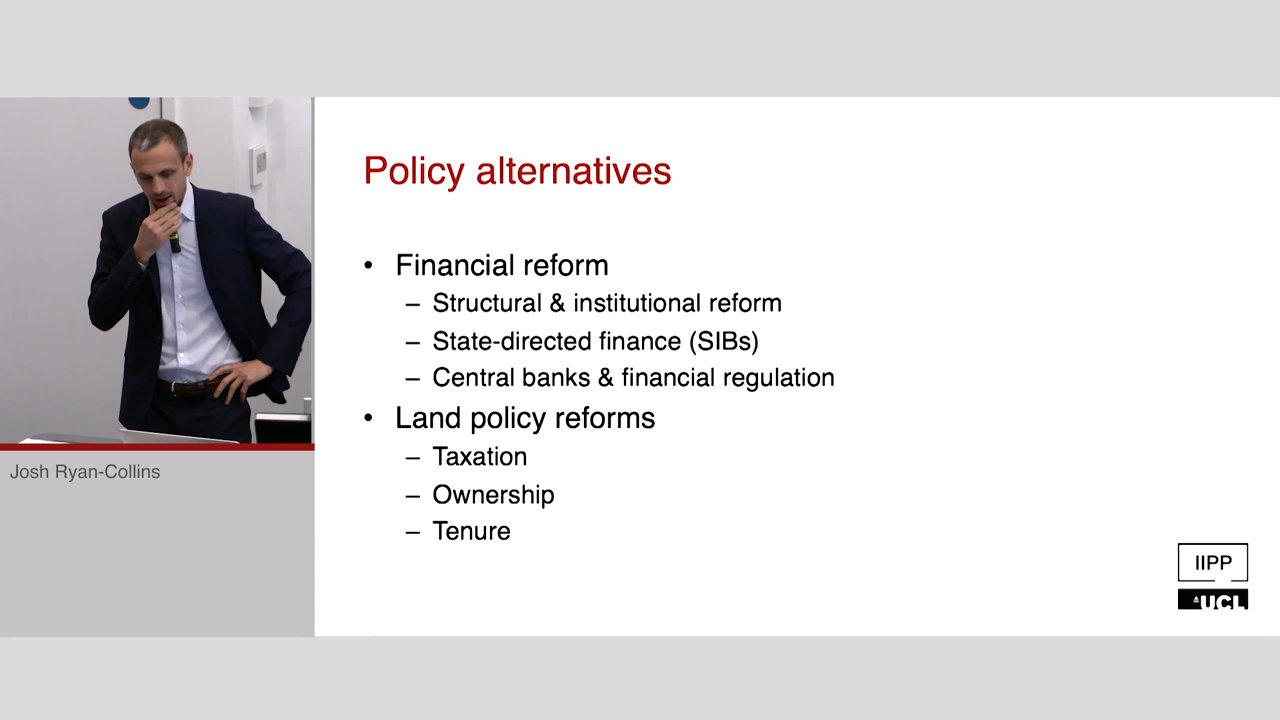 Policy alternatives
• Financial reform
– Structural & institutional reform
– State-directed finance (SIBs)
– Central banks & financial regulation
• Land policy reforms
– Taxation
– Ownership
– Tenure
Josh Ryan-Collins
IIPP
UCL